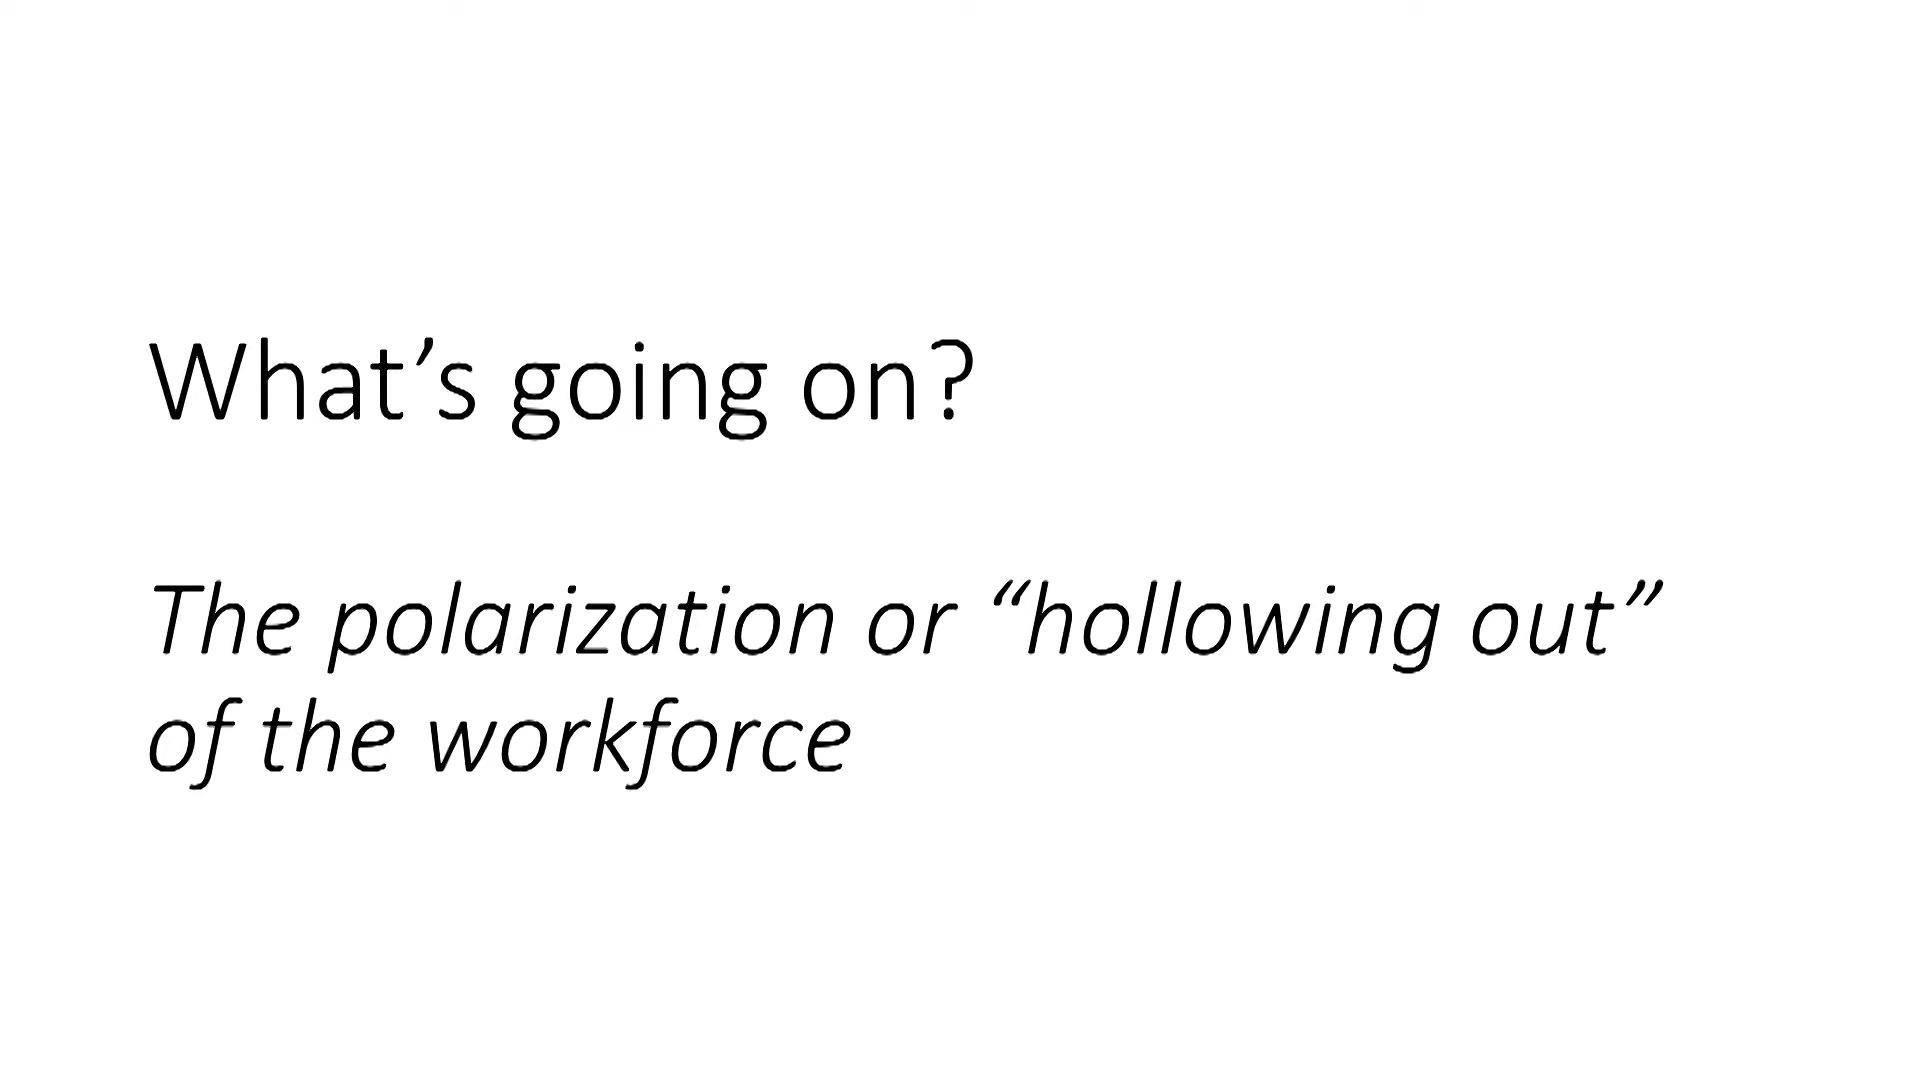 What’s going on?
The polarization or “hollowing out”
of the workforce